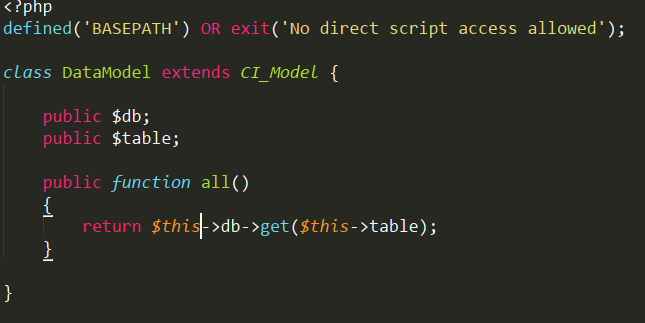 <?php
defined('BASEPATH') OR exit('No direct script access allowed');
class DataModel extends CI_Model {
public $db;
public $table;
public function all()
{
return $this->db->get($this->table);
}
}